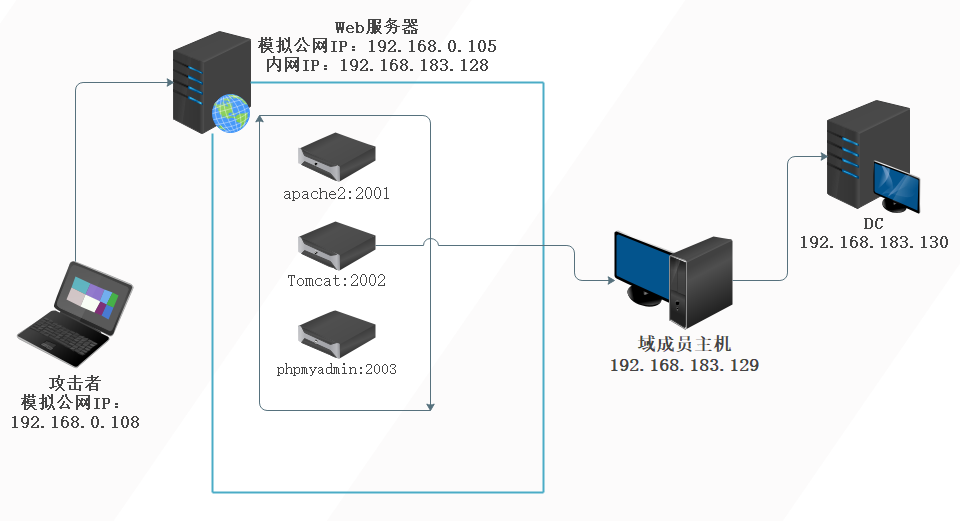 Web服务器
模拟公网IP：192.168.0.105
内网IP：192.168.183.128
apache2:2001
Tomcat:2002
phpmyadmin:2003
攻击者
模拟公网IP：
192.168.0.108
域成员主机
192.168.183.129
DC
192.168.183.130